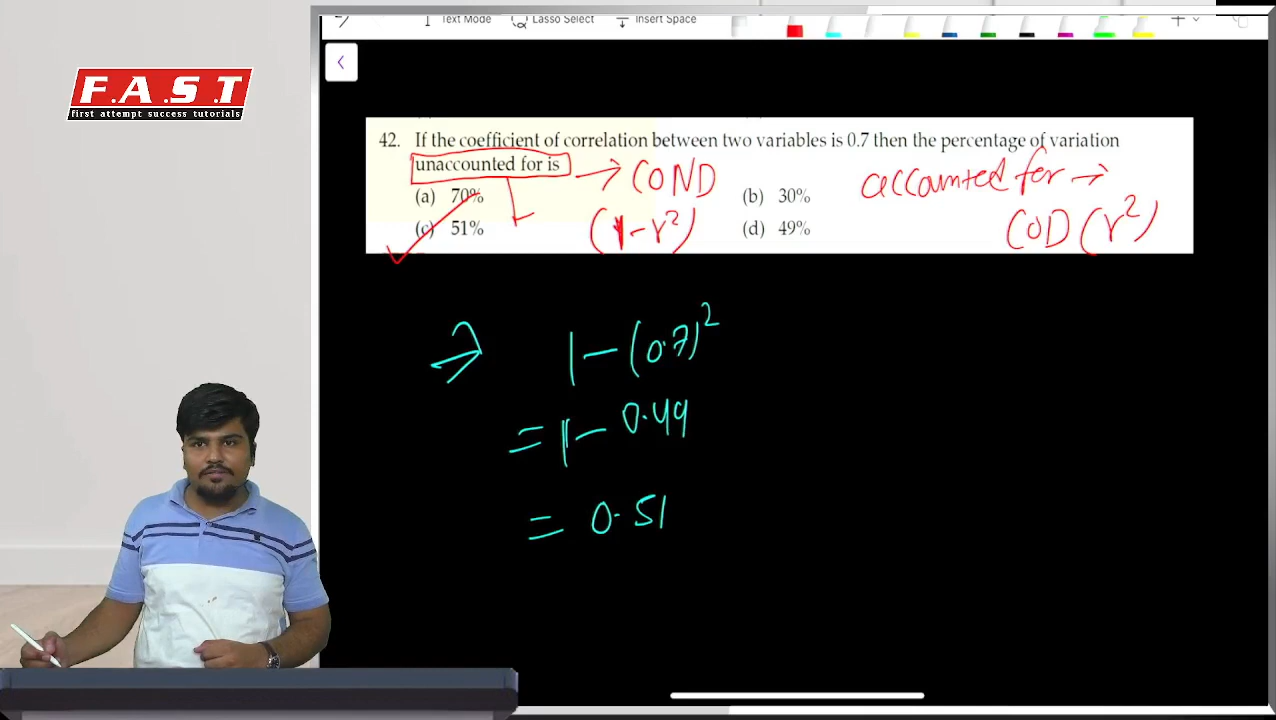 Text Mode
Lasso Select
Insert Space
F.A.S.T
first attempt success tutorials
42. If the coefficient of correlation between two variables is 0.7 then the percentage of variation
unaccounted for is → COND
accounted for →
(a) 70%
(b) 30%
(1-r²)
COD (r²)
(c) 51%
(d) 49%
⇒ 1 - (0.7)²
= 1 - 0.49
= 0.51